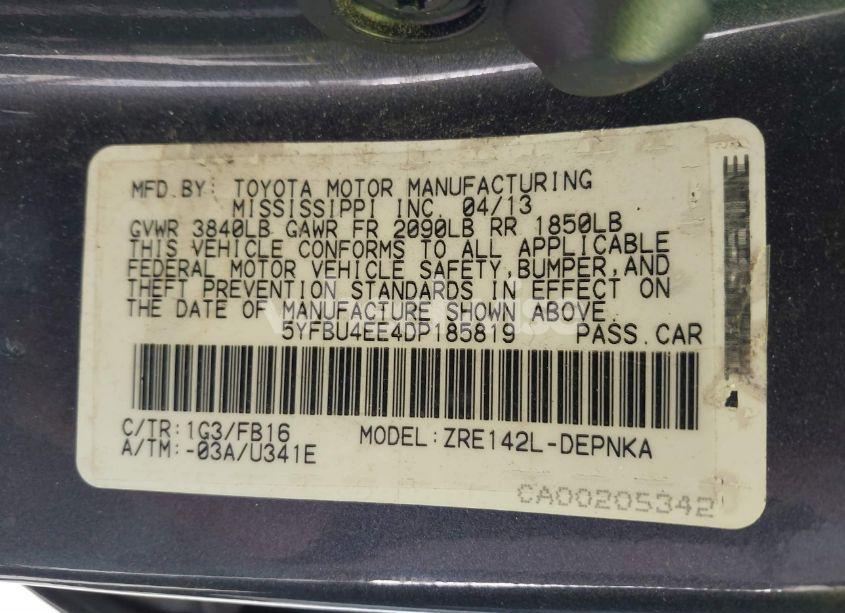 MFD.BY: TOYOTA MOTOR MANUFACTURING
MISSISSIPPI INC. 04/13
GVWR 3840LB GAWR FR 2090LB RR 1850LB
THIS VEHICLE CONFORMS TO ALL APPLICABLE
FEDERAL MOTOR VEHICLE SAFETY,BUMPER,AND
THEFT PREVENTION STANDARDS IN EFFECT ON
THE DATE OF MANUFACTURE SHOWN ABOVE.
5YFBU4EE4DP185819 PASS.CAR
C/TR:1G3/FB16 MODEL:ZRE142L-DEPNKA
A/TM:-03A/U341E
CA00205342